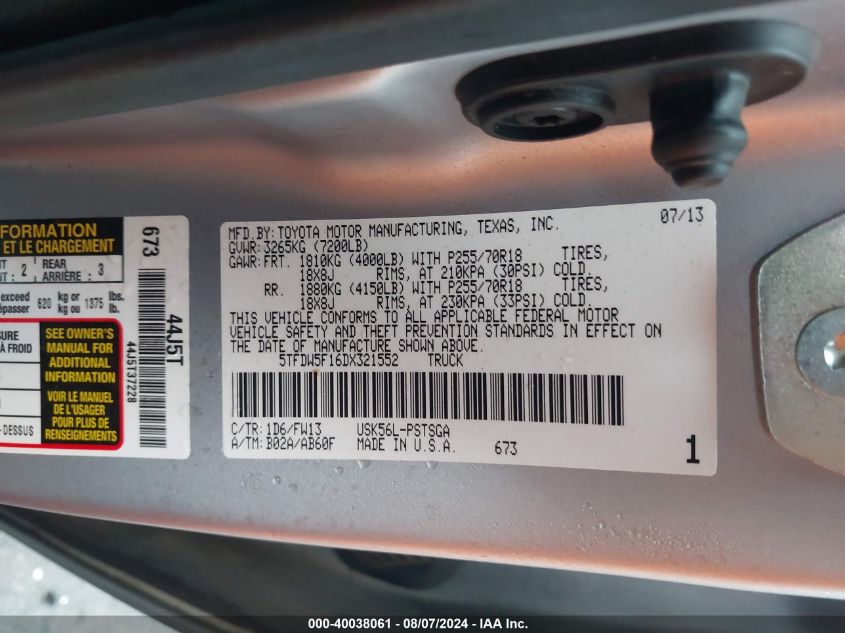 FORMATION
ET LE CHARGEMENT
2
REAR
ARRIÈRE : 3
exceed
620 kg or 1375 lbs.
kg ou lb.
À FROID
-DESSUS
SEE OWNER'S
MANUAL FOR
ADDITIONAL
INFORMATION
VOIR LE MANUEL
DE L'USAGER
POUR PLUS DE
RENSEIGNEMENTS
673
44J5T
44J5T37228
MFD.BY: TOYOTA MOTOR MANUFACTURING, TEXAS, INC. 07/13
GVWR: 3265KG (7200LB)
GAWR: FRT. 1810KG (4000LB) WITH P255/70R18 TIRES,
18X8J RIMS, AT 210KPA (30PSI) COLD.
RR. 1880KG (4150LB) WITH P255/70R18 TIRES,
18X8J RIMS, AT 230KPA (33PSI) COLD.
THIS VEHICLE CONFORMS TO ALL APPLICABLE FEDERAL MOTOR
VEHICLE SAFETY AND THEFT PREVENTION STANDARDS IN EFFECT ON
THE DATE OF MANUFACTURE SHOWN ABOVE.
5TFDW5F16DX321552 TRUCK
C/TR: 1D6/FW13 USK56L-PSTSGA
A/TM: B02A/AB60F MADE IN U.S.A. 673
1
000-40038061 - 08/07/2024 - IAA Inc.